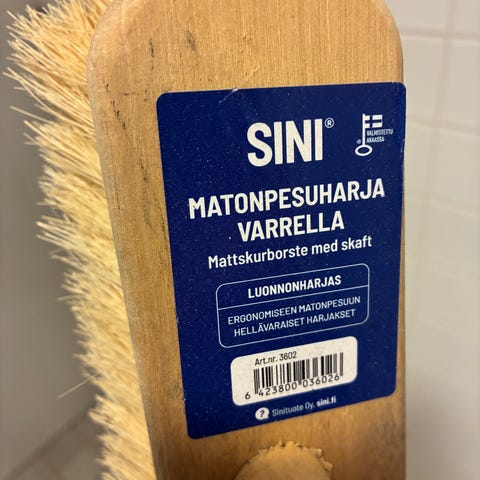 SINI®
VALMISTETTU
AKAASSA
MATONPESUHARJA
VARRELLA
Mattskurborste med skaft
LUONNONHARJAS
ERGONOMISEEN MATONPESUUN
HELLÄVARAISET HARJAKSET
Art.nr. 3602
6 423800 036026
? Sinituote Oy. sini.fi